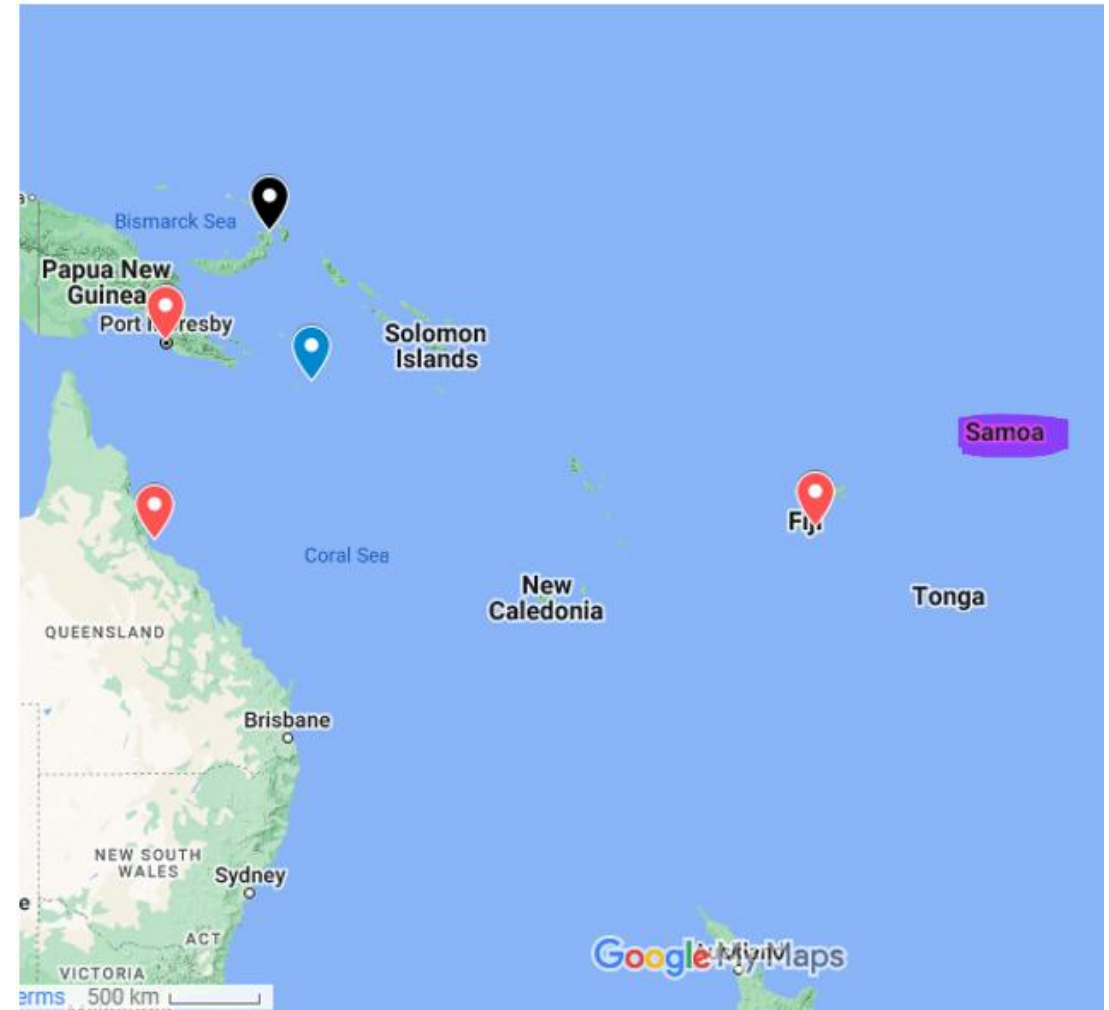 Bismarck Sea
Papua New
Guinea
Port
resby
Solomon
Islands
Samoa
Coral Sea
New
Caledonia
Tonga
QUEENSLAND
Brisbane
NEW SOUTH
WALES
Sydney
ACT
Google My Maps
VICTORIA
erms 500 km